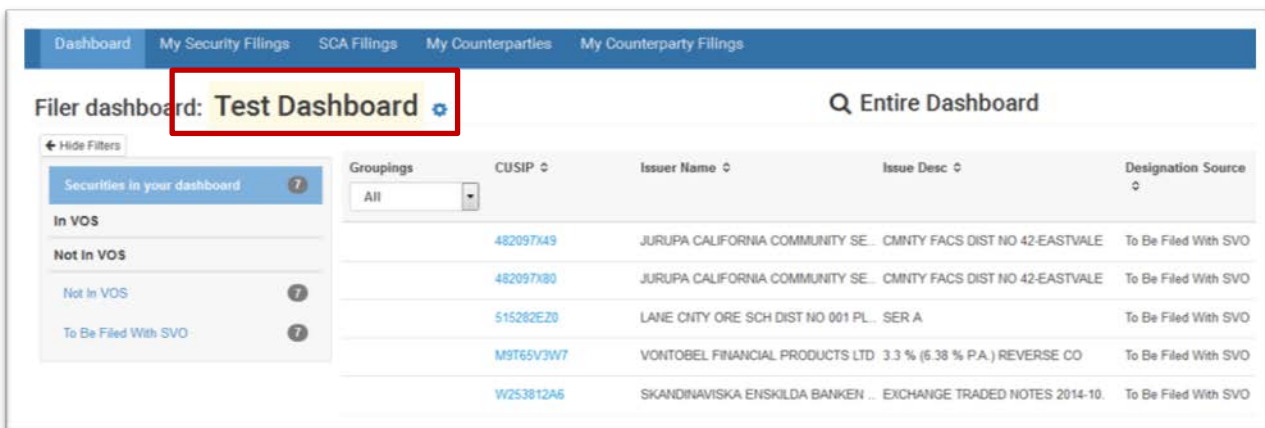 Dashboard My Security Filings SCA Filings My Counterparties My Counterparty Filings
Filer dashboard: Test Dashboard Entire Dashboard
Hide Filters
Securities in your dashboard 7
In VOS
Not In VOS
Not In VOS 7
To Be Filed With SVO 7
Groupings CUSIP Issuer Name Issue Desc Designation Source
All
482097X49 JURUPA CALIFORNIA COMMUNITY SE... CMNTY FACS DIST NO 42-EASTVALE To Be Filed With SVO
482097X80 JURUPA CALIFORNIA COMMUNITY SE... CMNTY FACS DIST NO 42-EASTVALE To Be Filed With SVO
515282EZ0 LANE CNTY ORE SCH DIST NO 001 PL... SER A To Be Filed With SVO
M9T65V3W7 VONTOBEL FINANCIAL PRODUCTS LTD 3.3 % (6.38 % P.A.) REVERSE CO To Be Filed With SVO
W253812A6 SKANDINAVISKA ENSKILDA BANKEN ... EXCHANGE TRADED NOTES 2014-10. To Be Filed With SVO